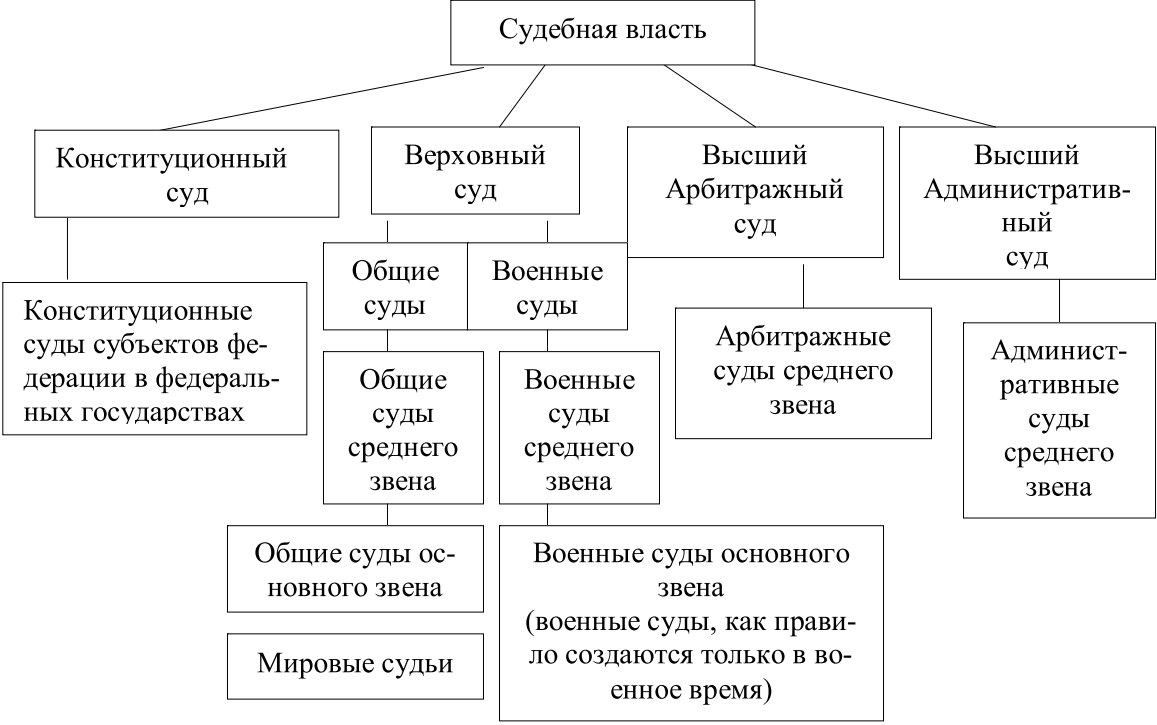 Судебная власть
Конституционный
суд
Верховный
суд
Высший
Арбитражный
суд
Высший
Административ-
ный
суд
Общие
суды
Военные
суды
Конституционные
суды субъектов фе-
дерации в федераль-
ных государствах
Общие
суды
среднего
звена
Военные
суды
среднего
звена
Арбитражные
суды среднего
звена
Админист-
ративные
суды
среднего
звена
Общие суды ос-
новного звена
Военные суды основного
звена
(военные суды, как прави-
ло создаются только в во-
енное время)
Мировые судьи